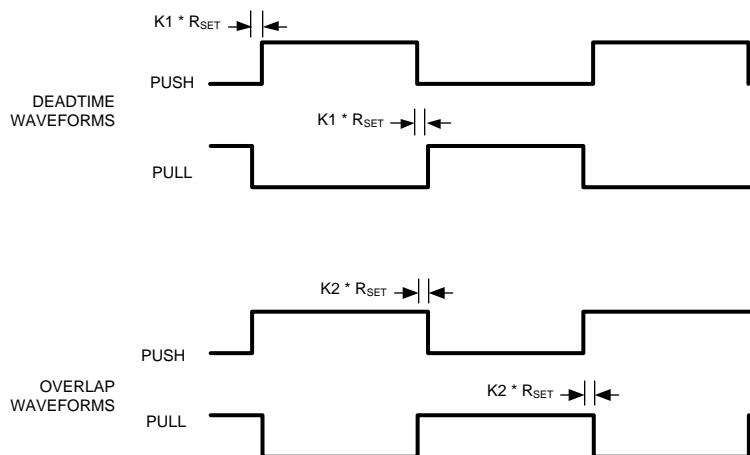 K1 * RSET
PUSH
DEADTIME
WAVEFORMS
K1 * RSET
PULL
K2 * RSET
PUSH
OVERLAP
WAVEFORMS
K2 * RSET
PULL